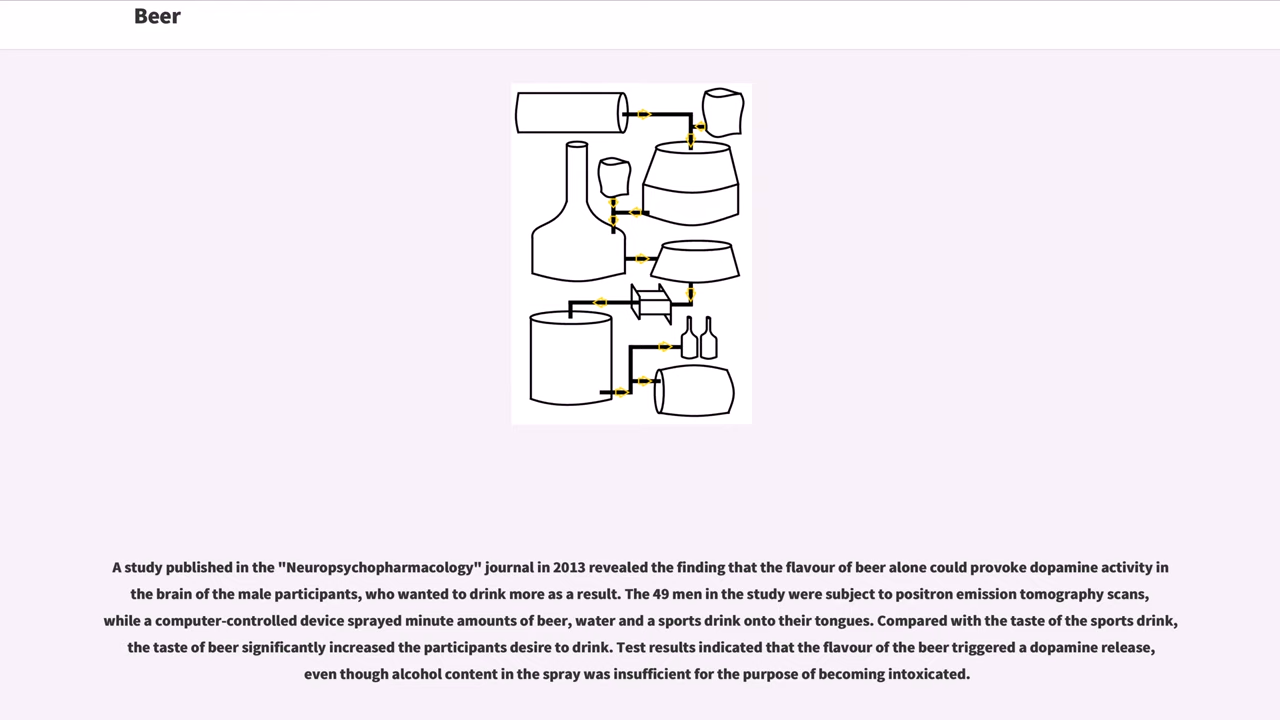 Beer
A study published in the "Neuropsychopharmacology" journal in 2013 revealed the finding that the flavour of beer alone could provoke dopamine activity in
the brain of the male participants, who wanted to drink more as a result. The 49 men in the study were subject to positron emission tomography scans,
while a computer-controlled device sprayed minute amounts of beer, water and a sports drink onto their tongues. Compared with the taste of the sports drink,
the taste of beer significantly increased the participants desire to drink. Test results indicated that the flavour of the beer triggered a dopamine release,
even though alcohol content in the spray was insufficient for the purpose of becoming intoxicated.